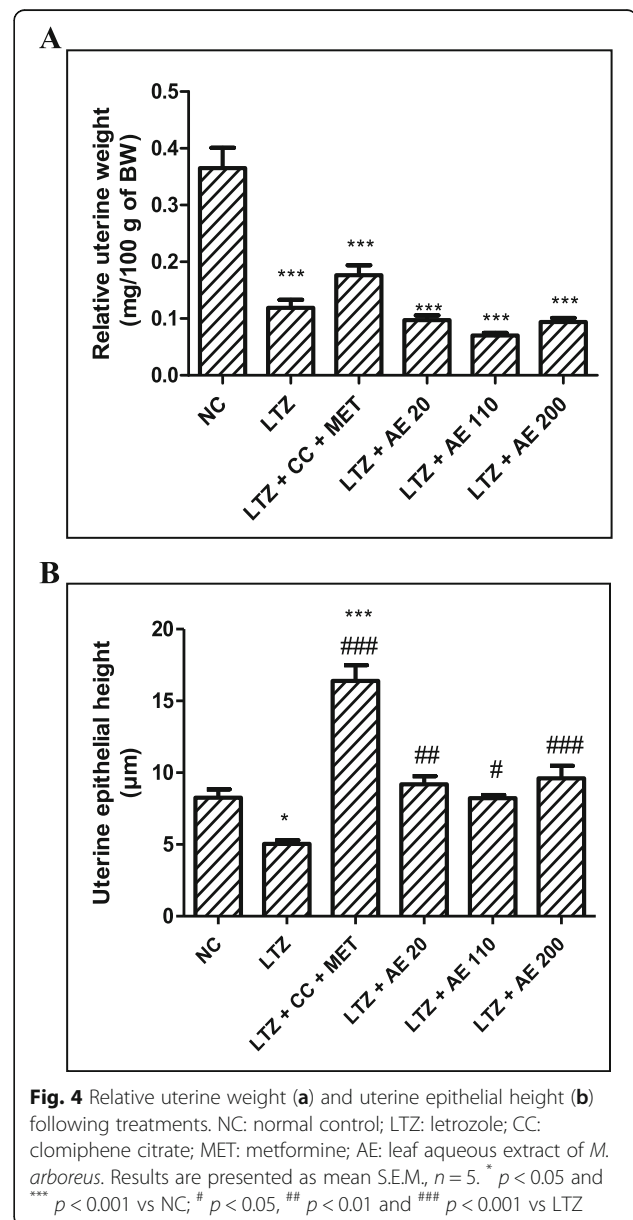 A
Relative uterine weight
(mg/100 g of BW)
0.5
0.4
0.3
0.2
0.1
0.0
***
***
***
***
***
NC
LTZ
LTZ + CC + MET
LTZ + AE 20
LTZ + AE 110
LTZ + AE 200
B
Uterine epithelial height
(µm)
20
15
10
5
0
*
***
###
##
#
###
NC
LTZ
LTZ + CC + MET
LTZ + AE 20
LTZ + AE 110
LTZ + AE 200
Fig. 4 Relative uterine weight (a) and uterine epithelial height (b)
following treatments. NC: normal control; LTZ: letrozole; CC:
clomiphene citrate; MET: metformine; AE: leaf aqueous extract of M.
arboreus. Results are presented as mean S.E.M., n = 5. * p < 0.05 and
*** p < 0.001 vs NC; # p < 0.05, ## p < 0.01 and ### p < 0.001 vs LTZ